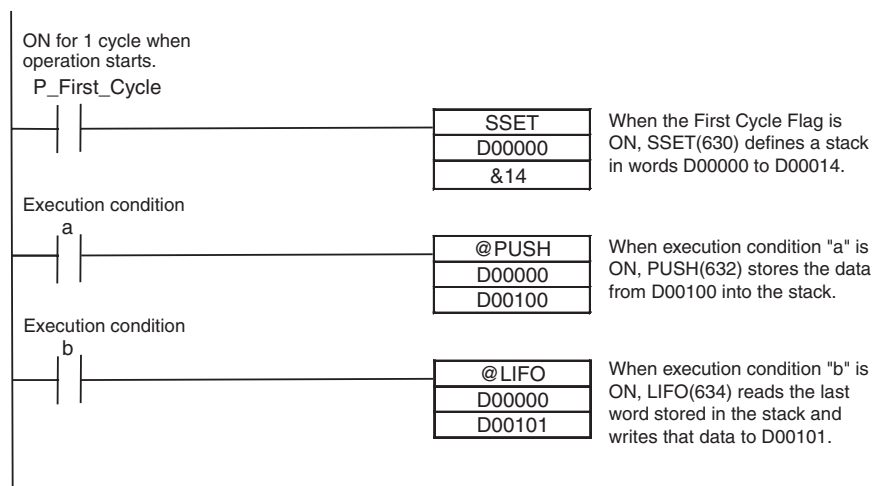 ON for 1 cycle when
operation starts.
P_First_Cycle
SSET
D00000
&14
When the First Cycle Flag is
ON, SSET(630) defines a stack
in words D00000 to D00014.
Execution condition
a
@PUSH
D00000
D00100
When execution condition "a" is
ON, PUSH(632) stores the data
from D00100 into the stack.
Execution condition
b
@LIFO
D00000
D00101
When execution condition "b" is
ON, LIFO(634) reads the last
word stored in the stack and
writes that data to D00101.